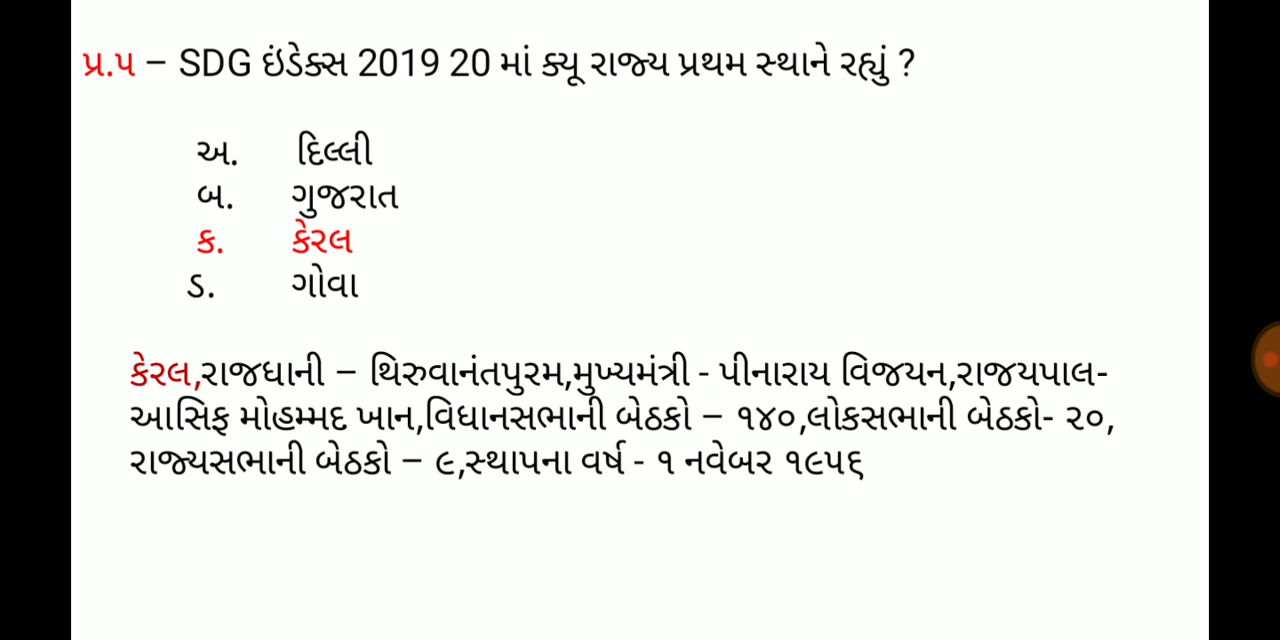 પ્ર.૫ – SDG ઇંડેક્સ 2019 20 માં ક્યૂ રાજ્ય પ્રથમ સ્થાને રહ્યું ?
અ. દિલ્લી
બ. ગુજરાત
ક. કેરલ
ડ. ગોવા
કેરલ,રાજધાની – થિરુવાનંતપુરમ,મુખ્યમંત્રી - પીનારાય વિજયન,રાજયપાલ-
આસિફ મોહમ્મદ ખાન,વિધાનસભાની બેઠકો – ૧૪૦,લોકસભાની બેઠકો- ૨૦,
રાજ્યસભાની બેઠકો – ૯,સ્થાપના વર્ષ - ૧ નવેબર ૧૯૫૬